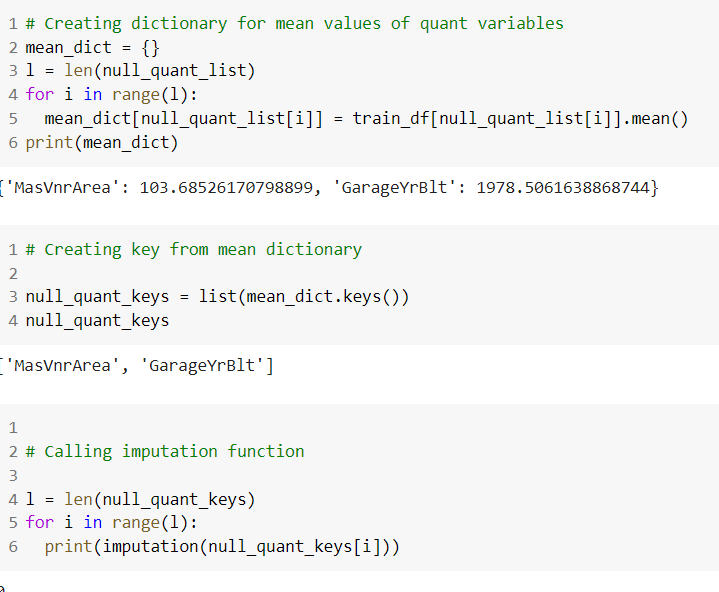 1 # Creating dictionary for mean values of quant variables
2 mean_dict = {}
3 l = len(null_quant_list)
4 for i in range(l):
5   mean_dict[null_quant_list[i]] = train_df[null_quant_list[i]].mean()
6 print(mean_dict)
{'MasVnrArea': 103.68526170798899, 'GarageYrBlt': 1978.5061638868744}
1 # Creating key from mean dictionary
2
3 null_quant_keys = list(mean_dict.keys())
4 null_quant_keys
['MasVnrArea', 'GarageYrBlt']
1
2 # Calling imputation function
3
4 l = len(null_quant_keys)
5 for i in range(l):
6   print(imputation(null_quant_keys[i]))